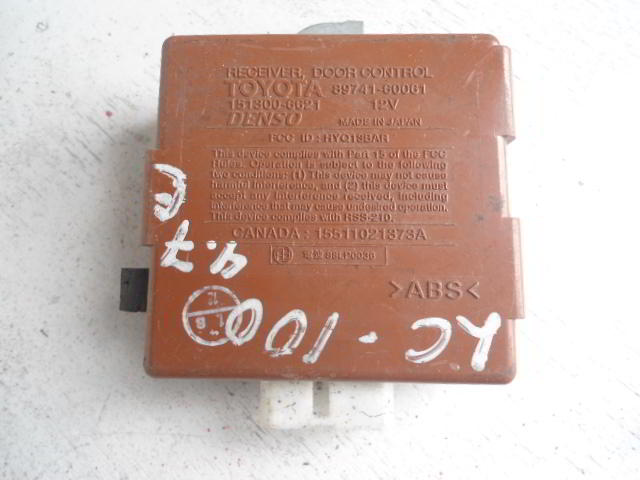 RECEIVER, DOOR CONTROL
TOYOTA 89741-60061
151300-6621 12V
DENSO MADE IN JAPAN
FCC ID : HYQ13BAR
This device complies with Part 15 of the FCC
Rules. Operation is subject to the following
two conditions: (1) This device may not cause
harmful interference, and (2) this device must
accept any interference received, including
interference that may cause undesired operation.
This device complies with RSS-210.
CANADA : 15511021373A
>ABS<
LC-100
4.7